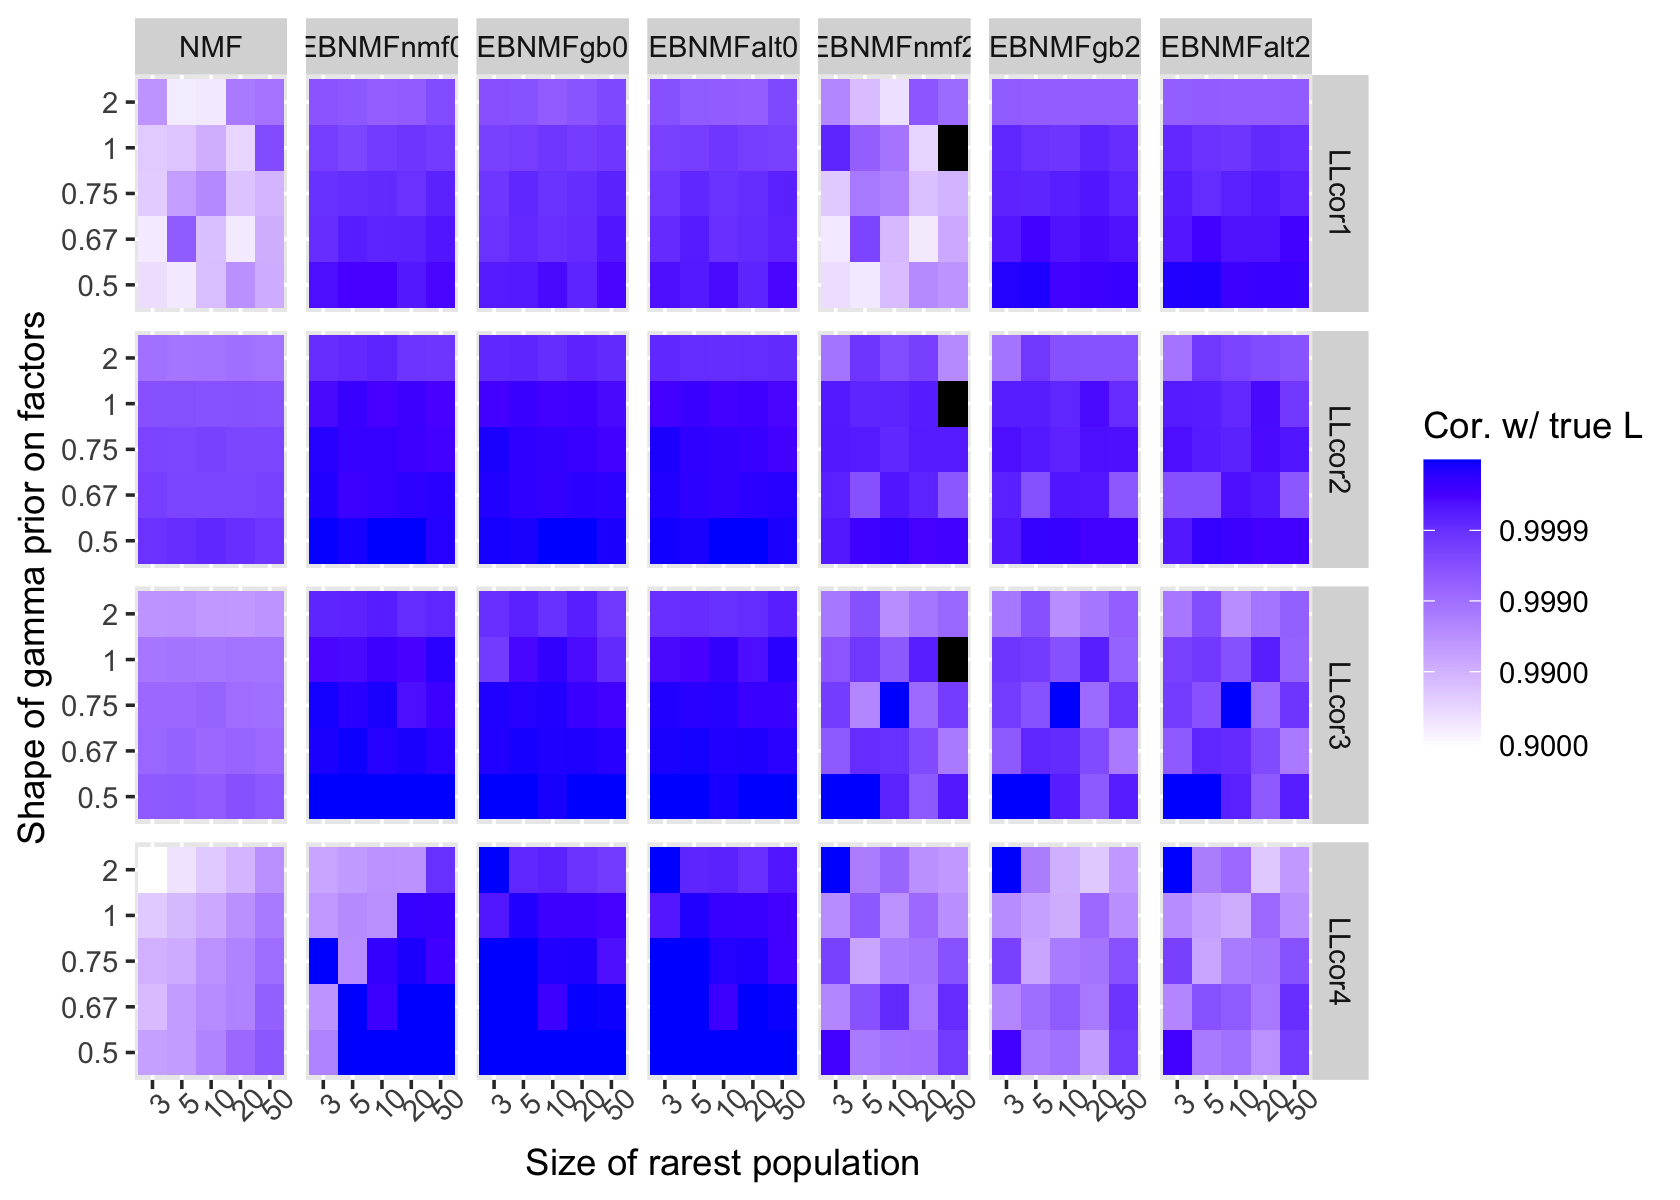 NMF EBNMFnmf0 EBNMFgb0 EBNMFalt0 EBNMFnmf2 EBNMFgb2 EBNMFalt2
Shape of gamma prior on factors
2
1
0.75
0.67
0.5
LLcor1
2
1
0.75
0.67
0.5
LLcor2
2
1
0.75
0.67
0.5
LLcor3
2
1
0.75
0.67
0.5
LLcor4
3 5 10 20 50 3 5 10 20 50 3 5 10 20 50 3 5 10 20 50 3 5 10 20 50 3 5 10 20 50 3 5 10 20 50
Size of rarest population
Cor. w/ true L
0.9999
0.9990
0.9900
0.9000